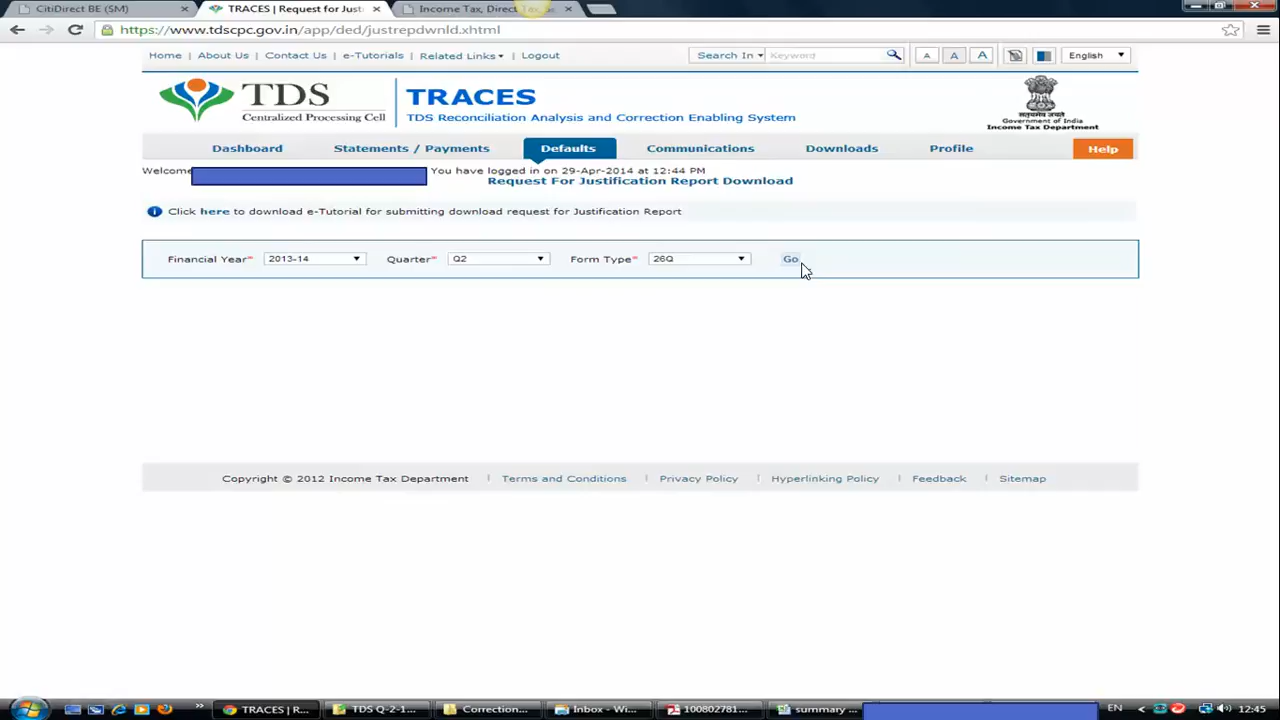 CitiDirect BE (SM)
TRACES | Request for Just
Income Tax, Direct Tax
https://www.tdscpc.gov.in/app/ded/justrepdwnld.xhtml
Home | About Us | Contact Us | e-Tutorials | Related Links | Logout
Search In Keyword A A A English
TDS
Centralized Processing Cell
TRACES
TDS Reconciliation Analysis and Correction Enabling System
सत्यमेव जयते
Government of India
Income Tax Department
Dashboard Statements / Payments Defaults Communications Downloads Profile Help
Welcome You have logged in on 29-Apr-2014 at 12:44 PM
Request For Justification Report Download
Click here to download e-Tutorial for submitting download request for Justification Report
Financial Year* 2013-14 Quarter* Q2 Form Type* 26Q Go
Copyright © 2012 Income Tax Department | Terms and Conditions | Privacy Policy | Hyperlinking Policy | Feedback | Sitemap
TRACES | R... TDS Q-2-1... Correction... Inbox - Wi... 100802781... summary ... EN 12:45